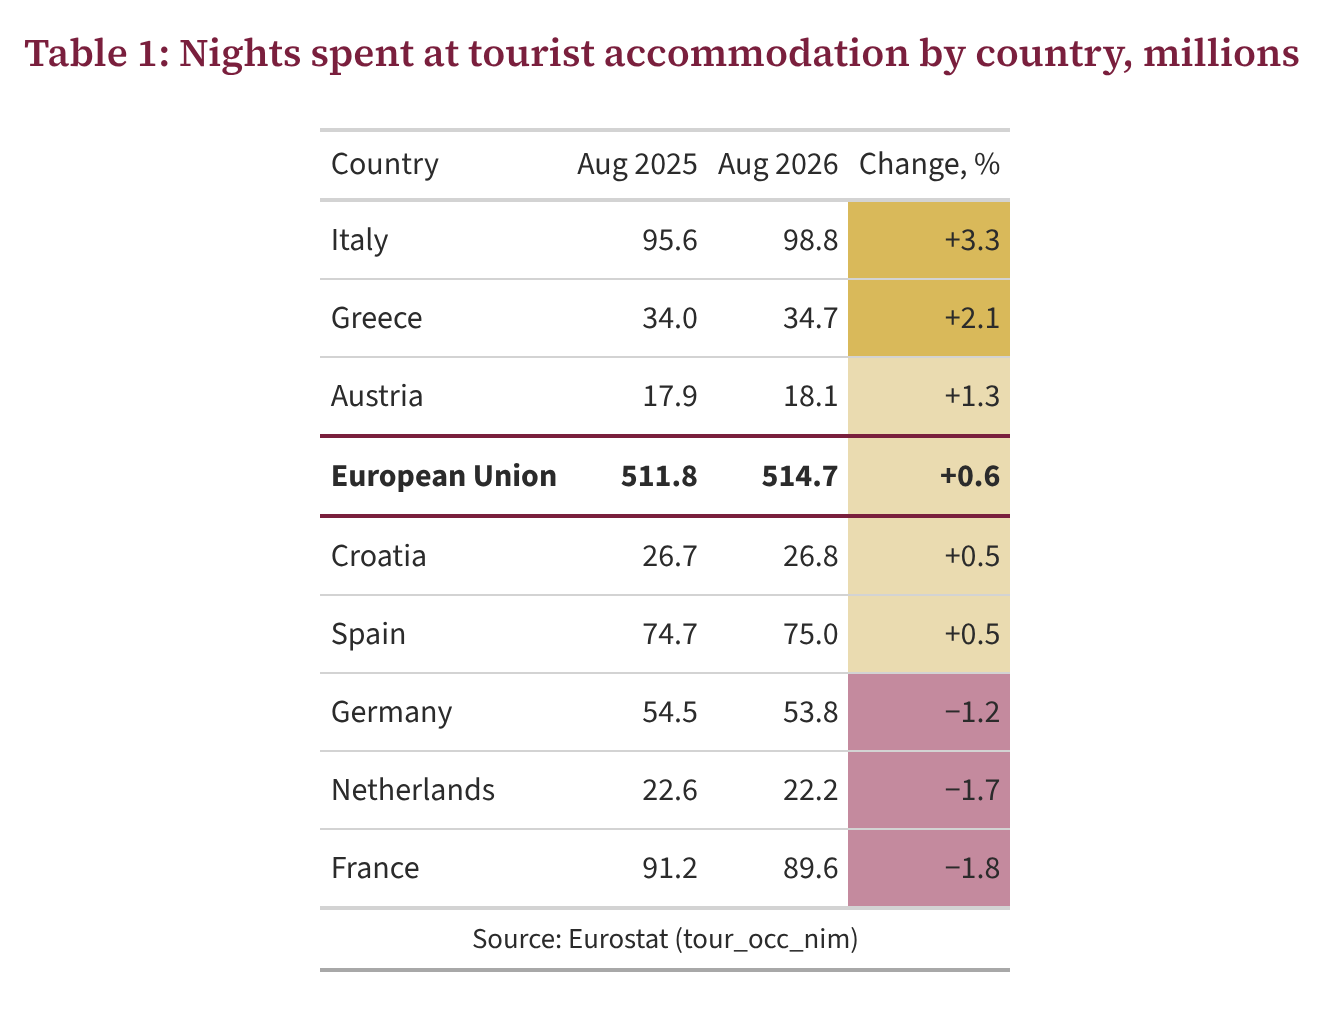 Table 1: Nights spent at tourist accommodation by country, millions
Country Aug 2025 Aug 2026 Change, %
Italy 95.6 98.8 +3.3
Greece 34.0 34.7 +2.1
Austria 17.9 18.1 +1.3
European Union 511.8 514.7 +0.6
Croatia 26.7 26.8 +0.5
Spain 74.7 75.0 +0.5
Germany 54.5 53.8 −1.2
Netherlands 22.6 22.2 −1.7
France 91.2 89.6 −1.8
Source: Eurostat (tour_occ_nim)